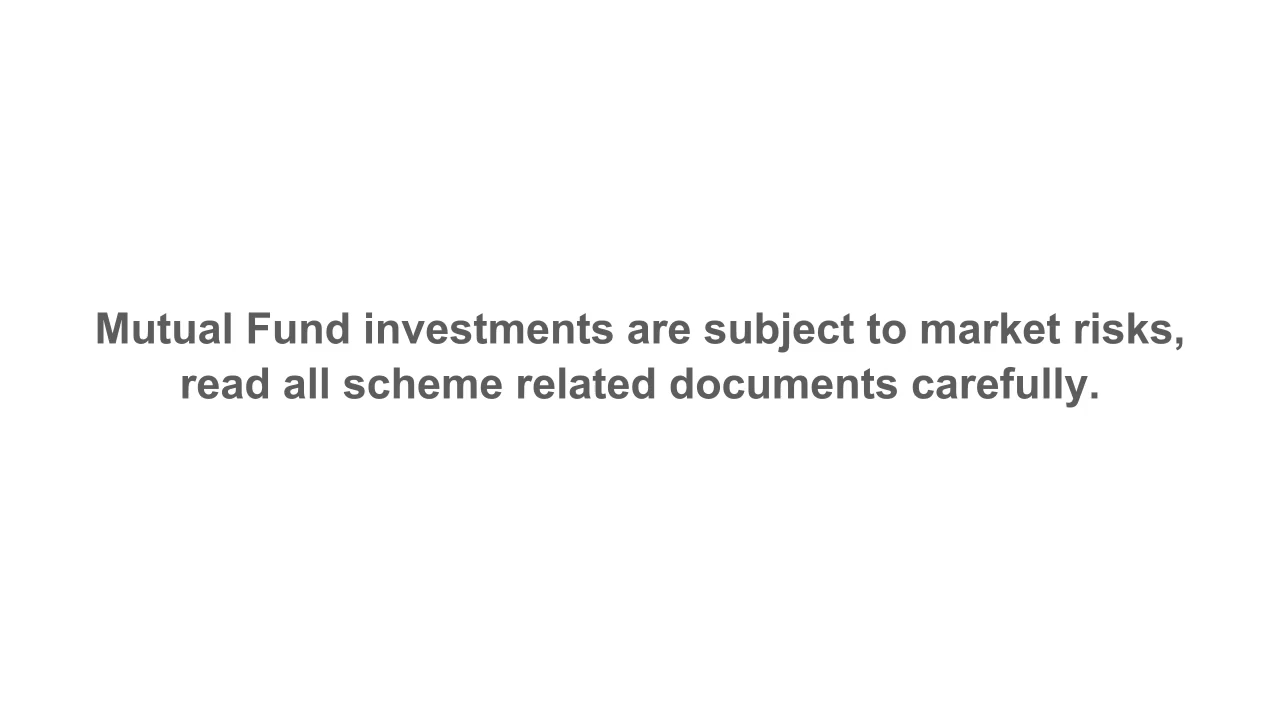 Mutual Fund investments are subject to market risks,
read all scheme related documents carefully.